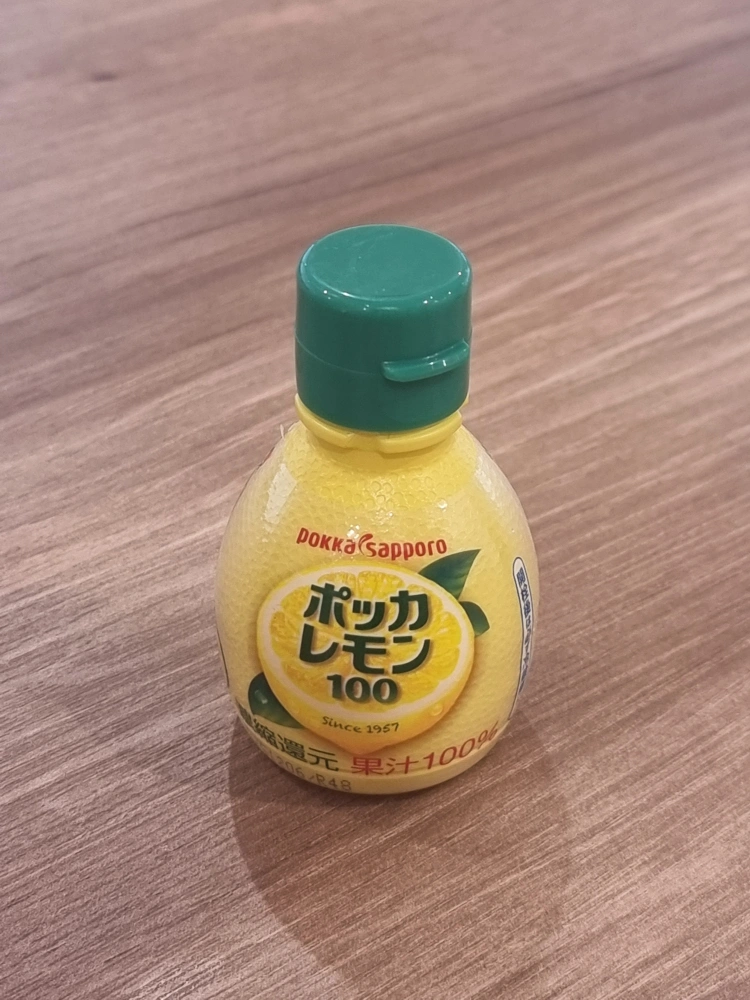 pokka sapporo
ポッカ
レモン
100
Since 1957
濃縮還元 果汁100%